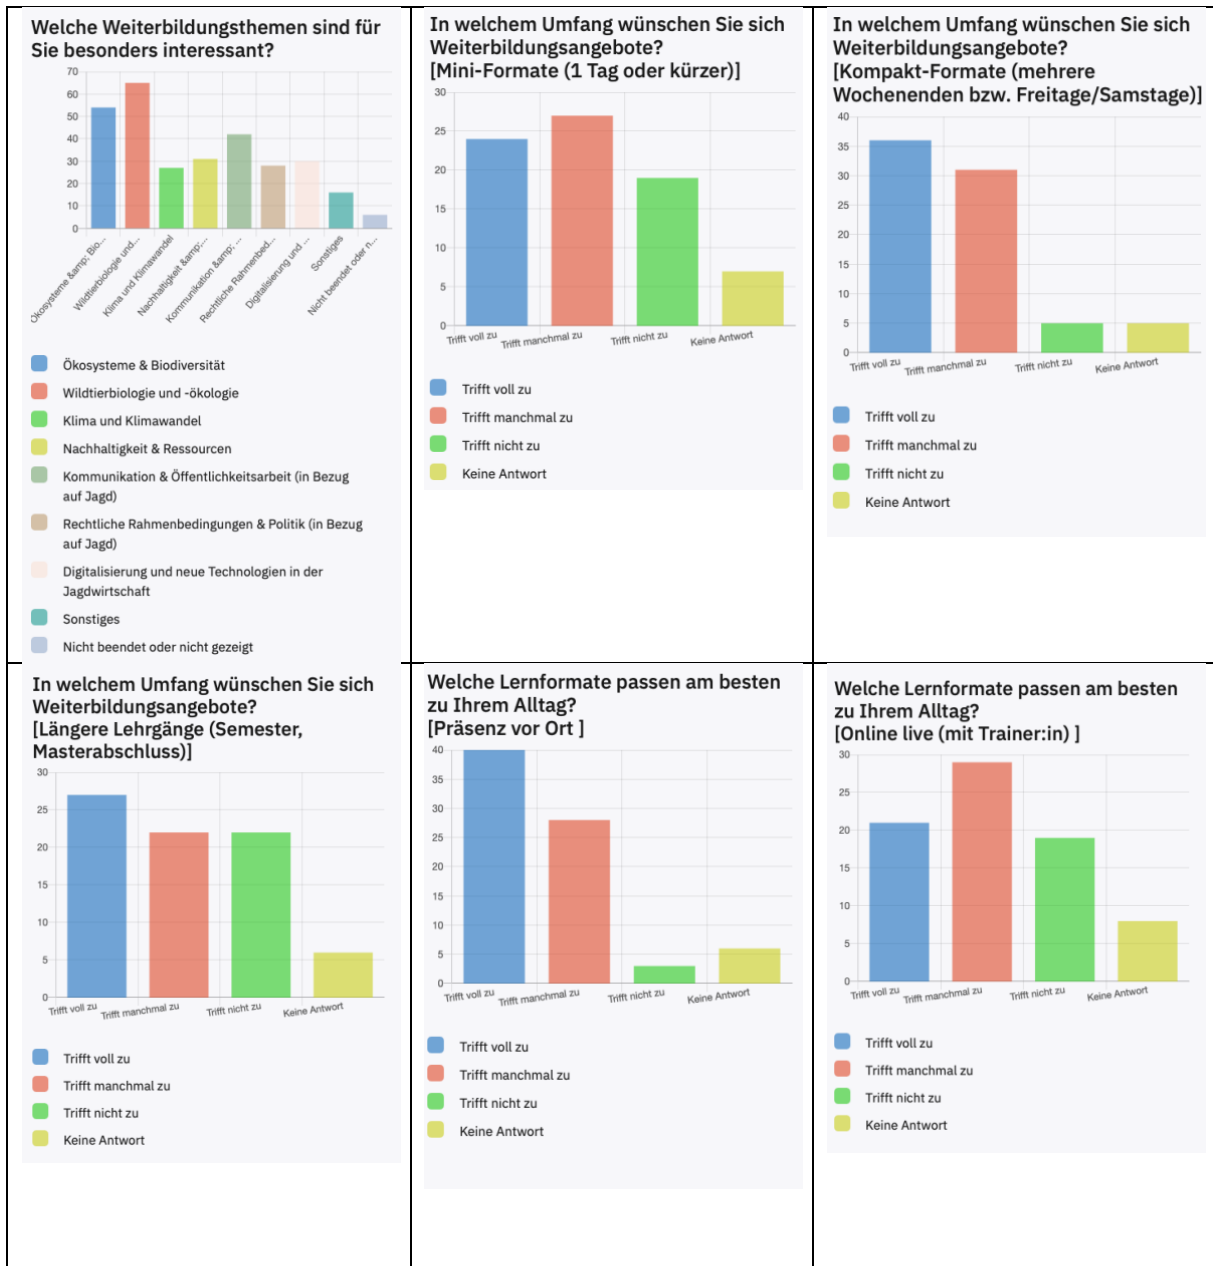 Welche Weiterbildungsthemen sind für
Sie besonders interessant?
70
60
50
40
30
20
10
0
Ökosysteme &amp; Bio...
Wildtierbiologie und...
Klima und Klimawandel
Nachhaltigkeit &amp;...
Kommunikation &amp; ...
Rechtliche Rahmenbed...
Digitalisierung und ...
Sonstiges
Nicht beendet oder n...
Ökosysteme & Biodiversität
Wildtierbiologie und -ökologie
Klima und Klimawandel
Nachhaltigkeit & Ressourcen
Kommunikation & Öffentlichkeitsarbeit (in Bezug
auf Jagd)
Rechtliche Rahmenbedingungen & Politik (in Bezug
auf Jagd)
Digitalisierung und neue Technologien in der
Jagdwirtschaft
Sonstiges
Nicht beendet oder nicht gezeigt
In welchem Umfang wünschen Sie sich
Weiterbildungsangebote?
[Mini-Formate (1 Tag oder kürzer)]
30
25
20
15
10
5
0
Trifft voll zu
Trifft manchmal zu
Trifft nicht zu
Keine Antwort
Trifft voll zu
Trifft manchmal zu
Trifft nicht zu
Keine Antwort
In welchem Umfang wünschen Sie sich
Weiterbildungsangebote?
[Kompakt-Formate (mehrere
Wochenenden bzw. Freitage/Samstage)]
40
35
30
25
20
15
10
5
0
Trifft voll zu
Trifft manchmal zu
Trifft nicht zu
Keine Antwort
Trifft voll zu
Trifft manchmal zu
Trifft nicht zu
Keine Antwort
In welchem Umfang wünschen Sie sich
Weiterbildungsangebote?
[Längere Lehrgänge (Semester,
Masterabschluss)]
30
25
20
15
10
5
0
Trifft voll zu
Trifft manchmal zu
Trifft nicht zu
Keine Antwort
Trifft voll zu
Trifft manchmal zu
Trifft nicht zu
Keine Antwort
Welche Lernformate passen am besten
zu Ihrem Alltag?
[Präsenz vor Ort ]
40
35
30
25
20
15
10
5
0
Trifft voll zu
Trifft manchmal zu
Trifft nicht zu
Keine Antwort
Trifft voll zu
Trifft manchmal zu
Trifft nicht zu
Keine Antwort
Welche Lernformate passen am besten
zu Ihrem Alltag?
[Online live (mit Trainer:in) ]
30
25
20
15
10
5
0
Trifft voll zu
Trifft manchmal zu
Trifft nicht zu
Keine Antwort
Trifft voll zu
Trifft manchmal zu
Trifft nicht zu
Keine Antwort